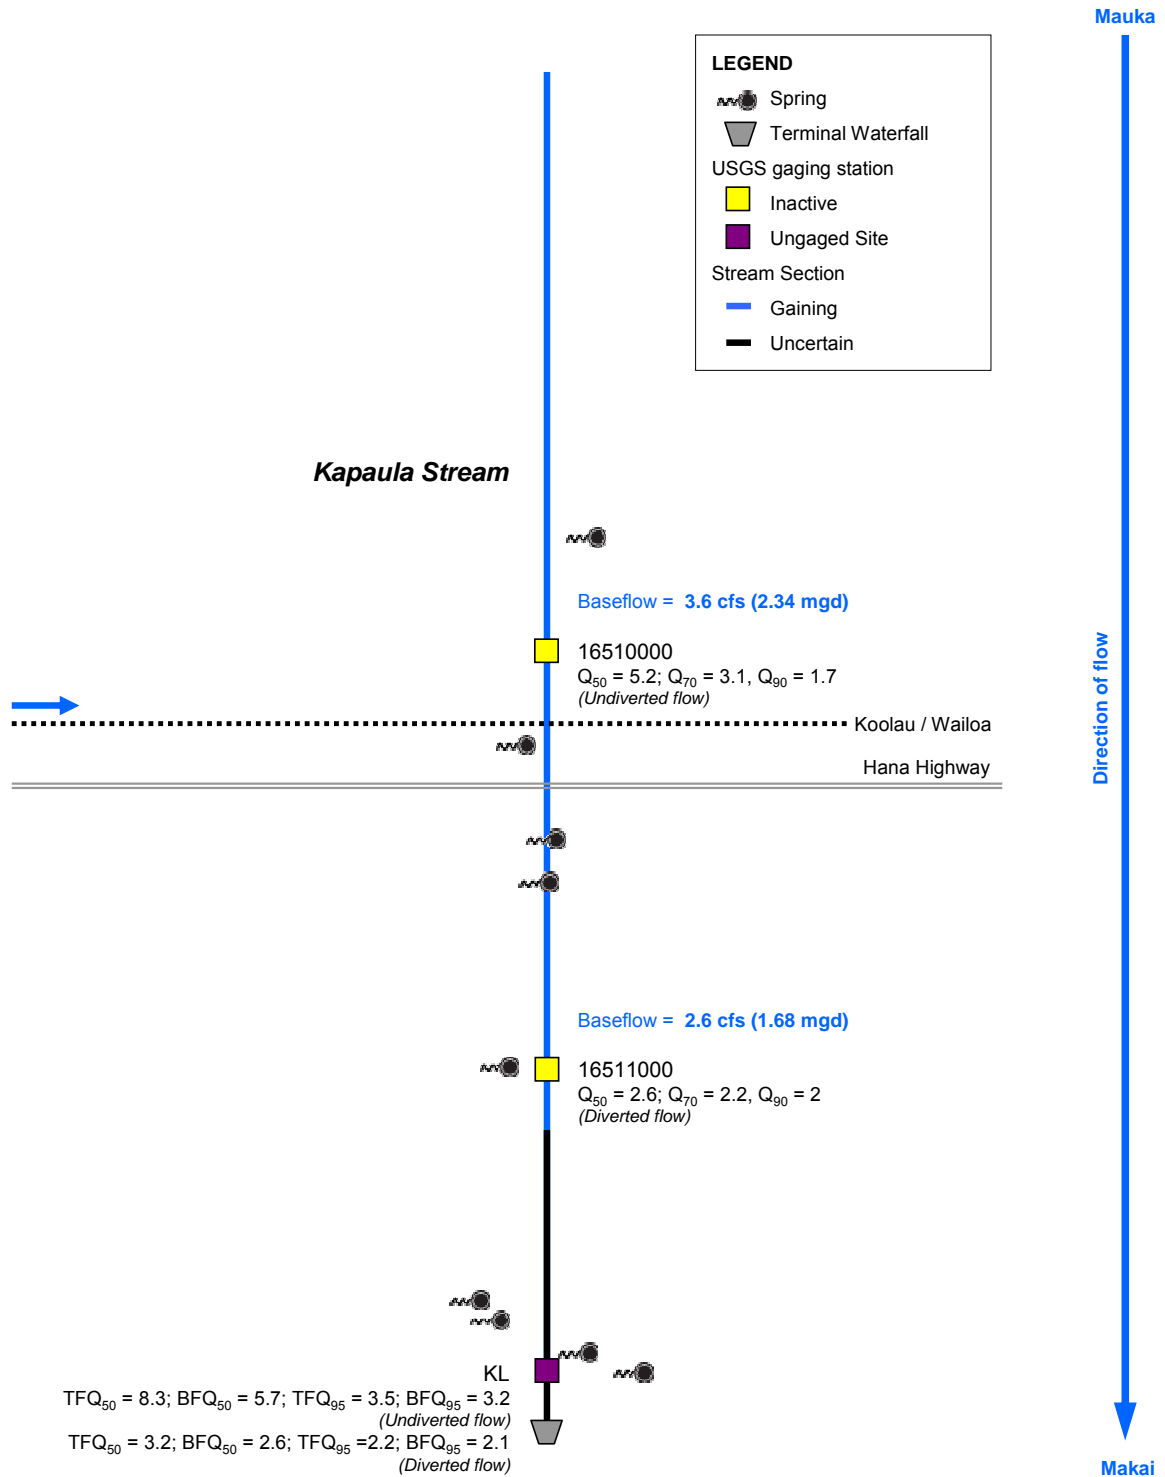 Mauka
LEGEND
Spring
Terminal Waterfall
USGS gaging station
Inactive
Ungaged Site
Stream Section
Gaining
Uncertain
Kapaula Stream
Baseflow = 3.6 cfs (2.34 mgd)
16510000
Q50 = 5.2; Q70 = 3.1, Q90 = 1.7
(Undiverted flow)
Koolau / Wailoa
Hana Highway
Direction of flow
Baseflow = 2.6 cfs (1.68 mgd)
16511000
Q50 = 2.6; Q70 = 2.2, Q90 = 2
(Diverted flow)
KL
TFQ50 = 8.3; BFQ50 = 5.7; TFQ95 = 3.5; BFQ95 = 3.2
(Undiverted flow)
TFQ50 = 3.2; BFQ50 = 2.6; TFQ95 =2.2; BFQ95 = 2.1
(Diverted flow)
Makai